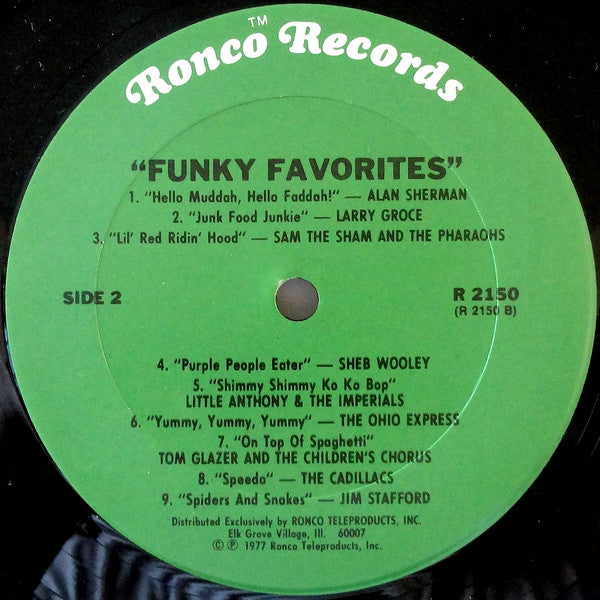 Ronco Records™
"FUNKY FAVORITES"
1. "Hello Muddah, Hello Faddah!" — ALAN SHERMAN
2. "Junk Food Junkie" — LARRY GROCE
3. "Lil' Red Ridin' Hood" — SAM THE SHAM AND THE PHARAOHS
SIDE 2
R 2150
(R 2150 B)
4. "Purple People Eater" — SHEB WOOLEY
5. "Shimmy Shimmy Ko Ko Bop"
LITTLE ANTHONY & THE IMPERIALS
6. "Yummy, Yummy, Yummy" — THE OHIO EXPRESS
7. "On Top Of Spaghetti"
TOM GLAZER AND THE CHILDREN'S CHORUS
8. "Speedo" — THE CADILLACS
9. "Spiders And Snakes" — JIM STAFFORD
Distributed Exclusively by RONCO TELEPRODUCTS, INC.
Elk Grove Village, Ill. 60007
© ℗ 1977 Ronco Teleproducts, Inc.